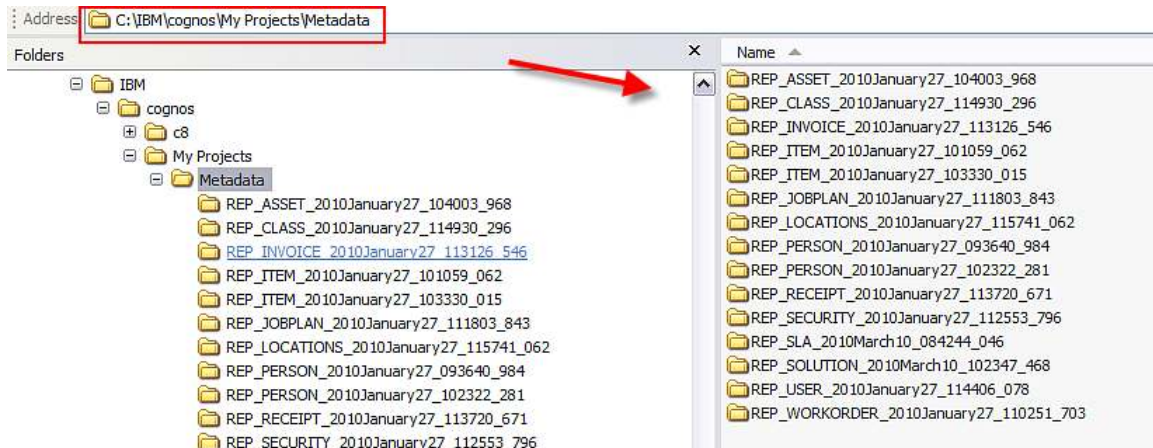 Address C:\IBM\cognos\My Projects\Metadata
Folders
IBM
cognos
c8
My Projects
Metadata
REP_ASSET_2010January27_104003_968
REP_CLASS_2010January27_114930_296
REP_INVOICE_2010January27_113126_546
REP_ITEM_2010January27_101059_062
REP_ITEM_2010January27_103330_015
REP_JOBPLAN_2010January27_111803_843
REP_LOCATIONS_2010January27_115741_062
REP_PERSON_2010January27_093640_984
REP_PERSON_2010January27_102322_281
REP_RECEIPT_2010January27_113720_671
REP_SECURITY_2010January27_112553_796
Name
REP_ASSET_2010January27_104003_968
REP_CLASS_2010January27_114930_296
REP_INVOICE_2010January27_113126_546
REP_ITEM_2010January27_101059_062
REP_ITEM_2010January27_103330_015
REP_JOBPLAN_2010January27_111803_843
REP_LOCATIONS_2010January27_115741_062
REP_PERSON_2010January27_093640_984
REP_PERSON_2010January27_102322_281
REP_RECEIPT_2010January27_113720_671
REP_SECURITY_2010January27_112553_796
REP_SLA_2010March10_084244_046
REP_SOLUTION_2010March10_102347_468
REP_USER_2010January27_114406_078
REP_WORKORDER_2010January27_110251_703